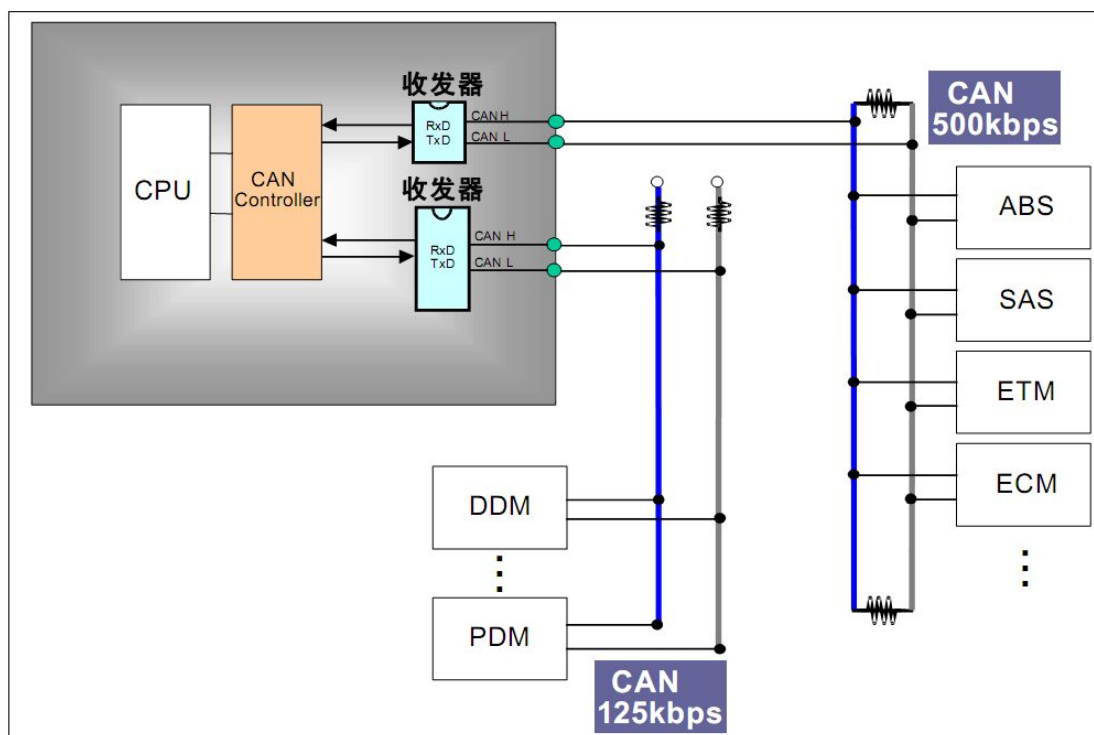 收发器
CPU
CAN
Controller
RxD
TxD
CANH
CAN L
收发器
RxD
TxD
CAN H
CAN L
CAN
500kbps
ABS
SAS
ETM
ECM
DDM
PDM
CAN
125kbps